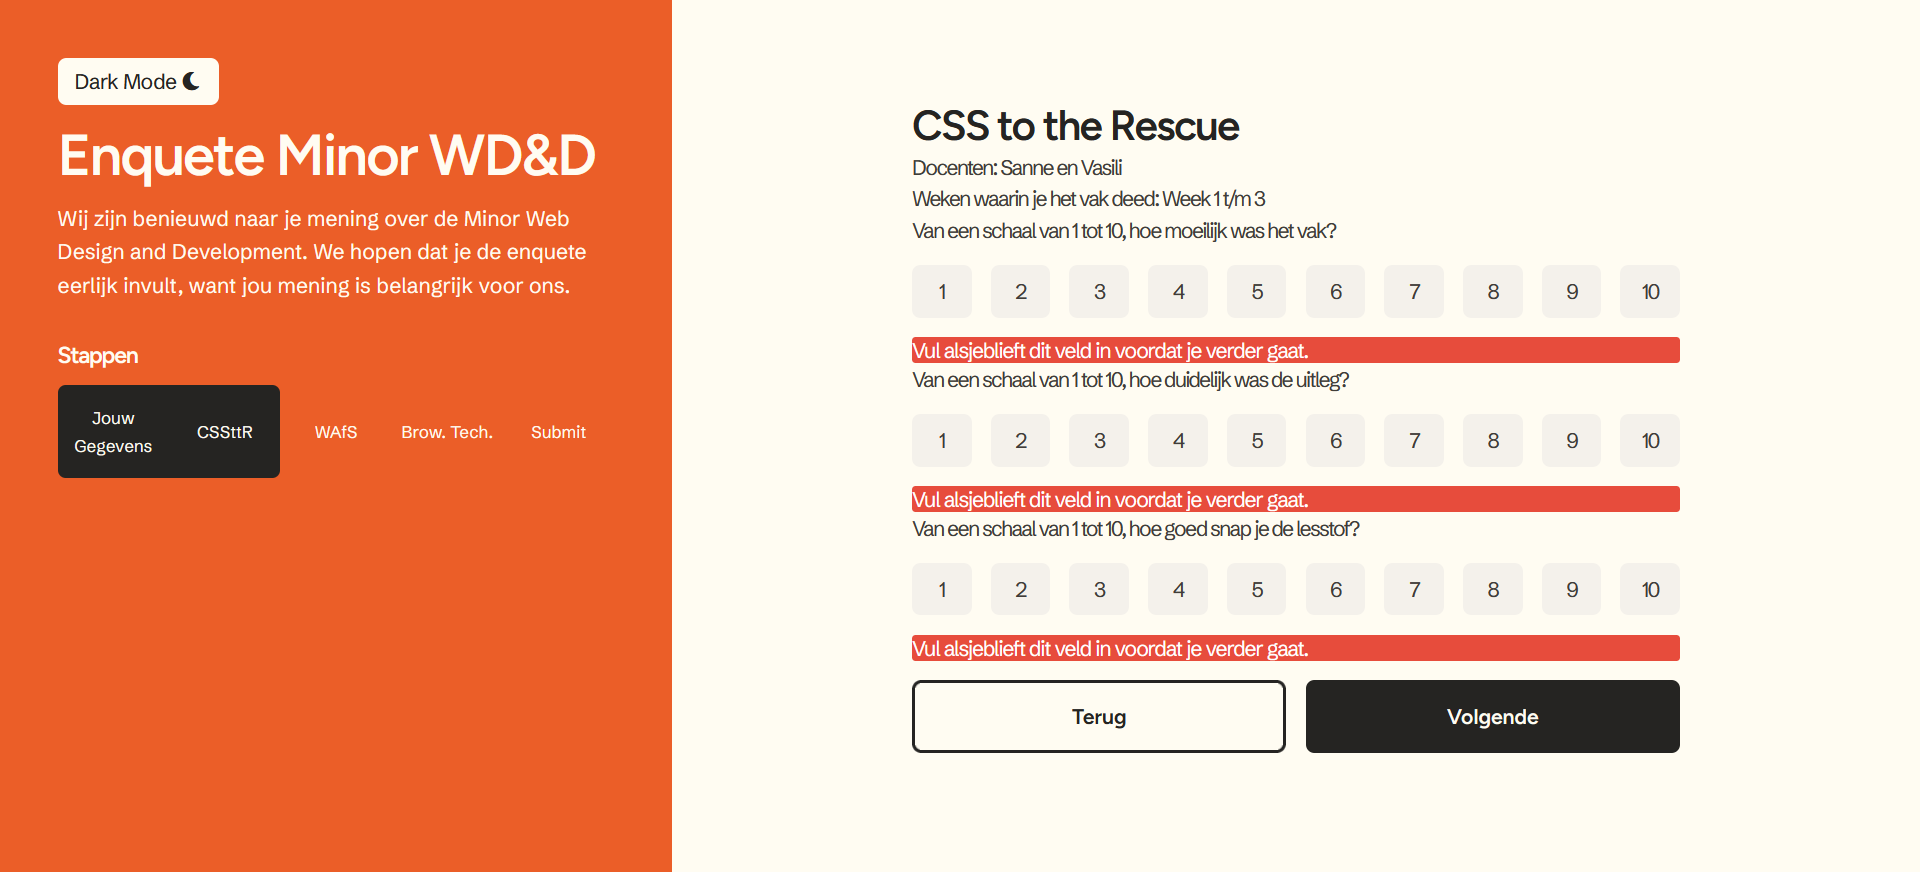 Dark Mode
Enquete Minor WD&D
Wij zijn benieuwd naar je mening over de Minor Web
Design and Development. We hopen dat je de enquete
eerlijk invult, want jou mening is belangrijk voor ons.
Stappen
Jouw
Gegevens
CSSttR
WAfS
Brow. Tech.
Submit
CSS to the Rescue
Docenten: Sanne en Vasili
Weken waarin je het vak deed: Week 1 t/m 3
Van een schaal van 1 tot 10, hoe moeilijk was het vak?
1 2 3 4 5 6 7 8 9 10
Vul alsjeblieft dit veld in voordat je verder gaat.
Van een schaal van 1 tot 10, hoe duidelijk was de uitleg?
1 2 3 4 5 6 7 8 9 10
Vul alsjeblieft dit veld in voordat je verder gaat.
Van een schaal van 1 tot 10, hoe goed snap je de lesstof?
1 2 3 4 5 6 7 8 9 10
Vul alsjeblieft dit veld in voordat je verder gaat.
Terug
Volgende